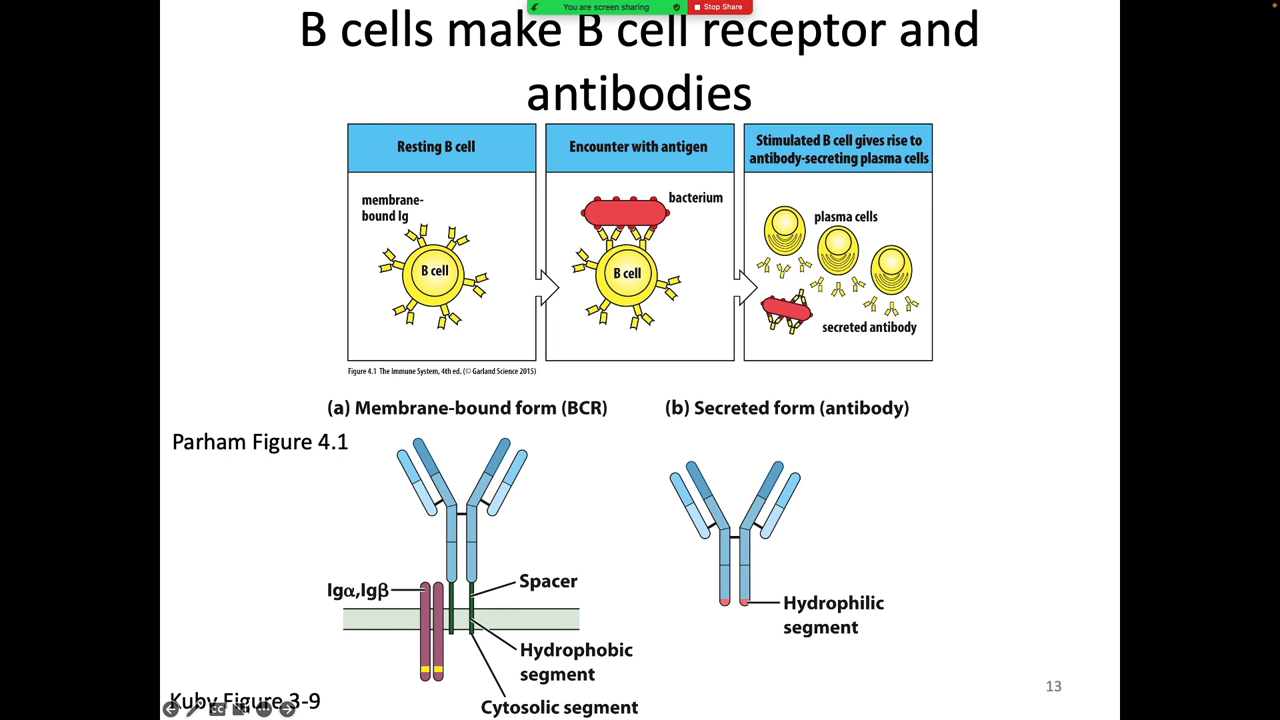 You are screen sharing
Stop Share
B cells make B cell receptor and
antibodies
Resting B cell
Encounter with antigen
Stimulated B cell gives rise to
antibody-secreting plasma cells
membrane-
bound Ig
B cell
bacterium
B cell
plasma cells
secreted antibody
Figure 4.1 The Immune System, 4th ed. (© Garland Science 2015)
(a) Membrane-bound form (BCR)
(b) Secreted form (antibody)
Parham Figure 4.1
Igα,Igβ
Spacer
Hydrophobic
segment
Cytosolic segment
Hydrophilic
segment
Kuby Figure 3-9
CC
13